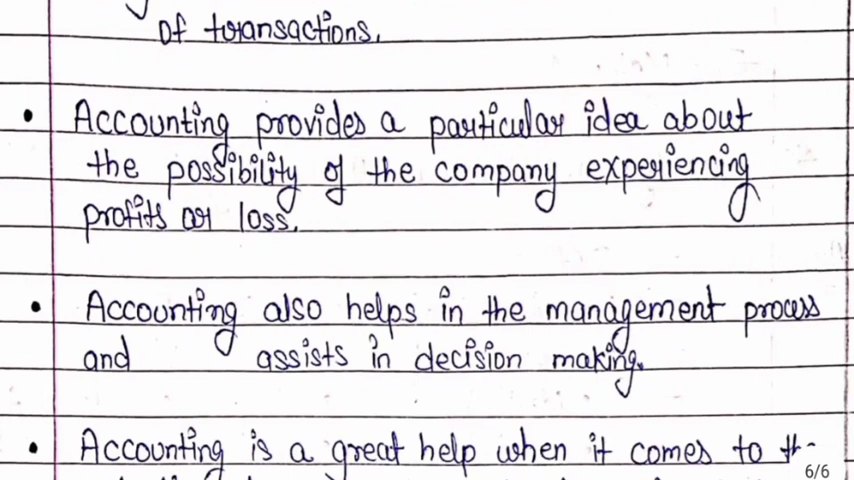 of transactions.
• Accounting provides a particular idea about
the possibility of the company experiencing
profits or loss.
• Accounting also helps in the management process
and assists in decision making.
• Accounting is a great help when it comes to
6/6